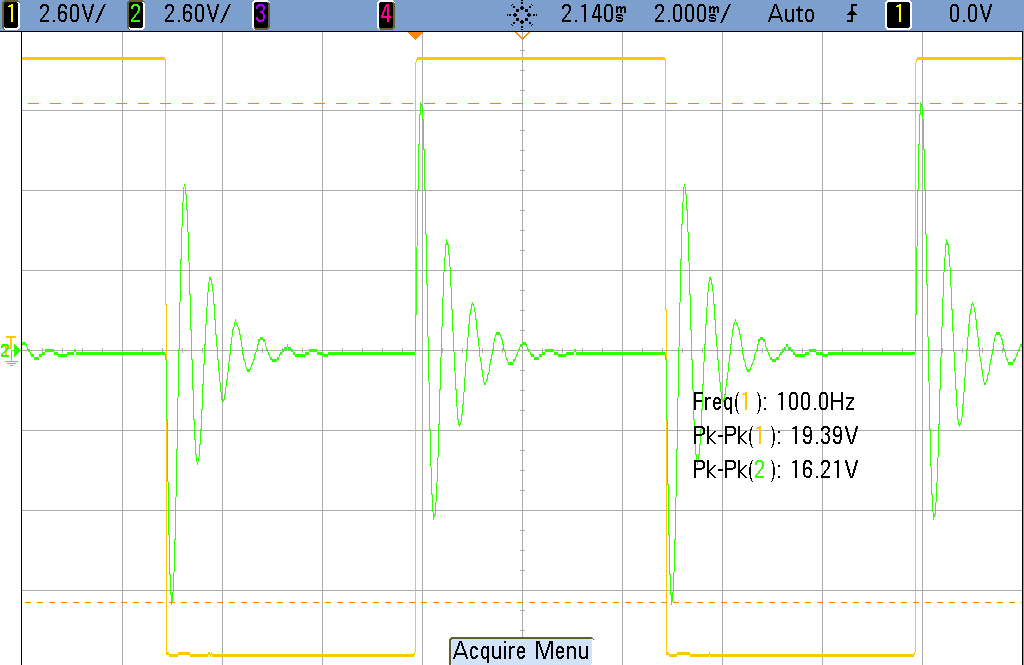 1 2.60V/ 2 2.60V/ 3 4 2.140ms 2.000ms/ Auto 1 0.0V
2
Freq(1): 100.0Hz
Pk-Pk(1): 19.39V
Pk-Pk(2): 16.21V
Acquire Menu